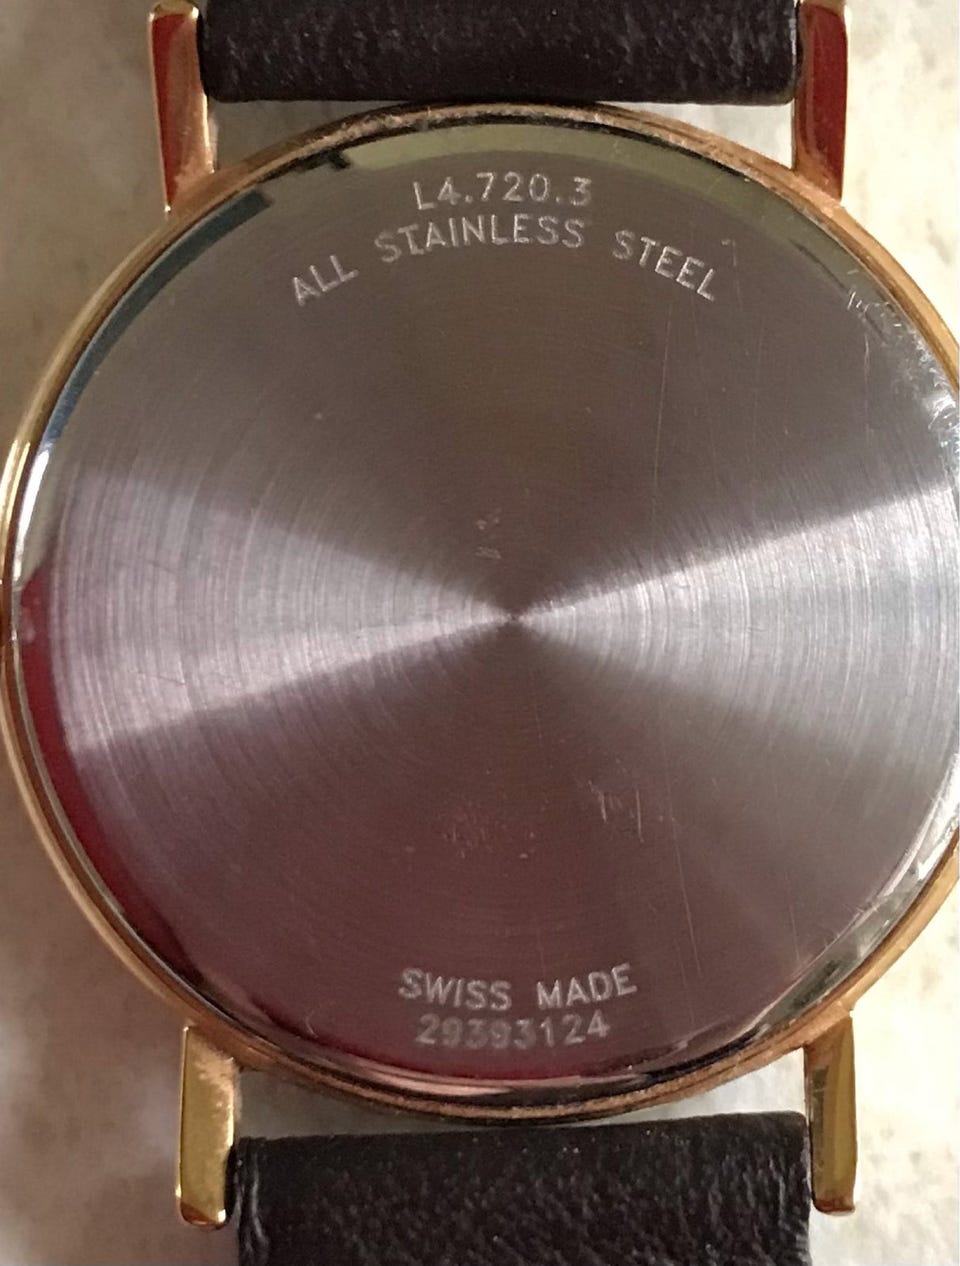 L4.720.3
ALL STAINLESS STEEL
SWISS MADE
29393124